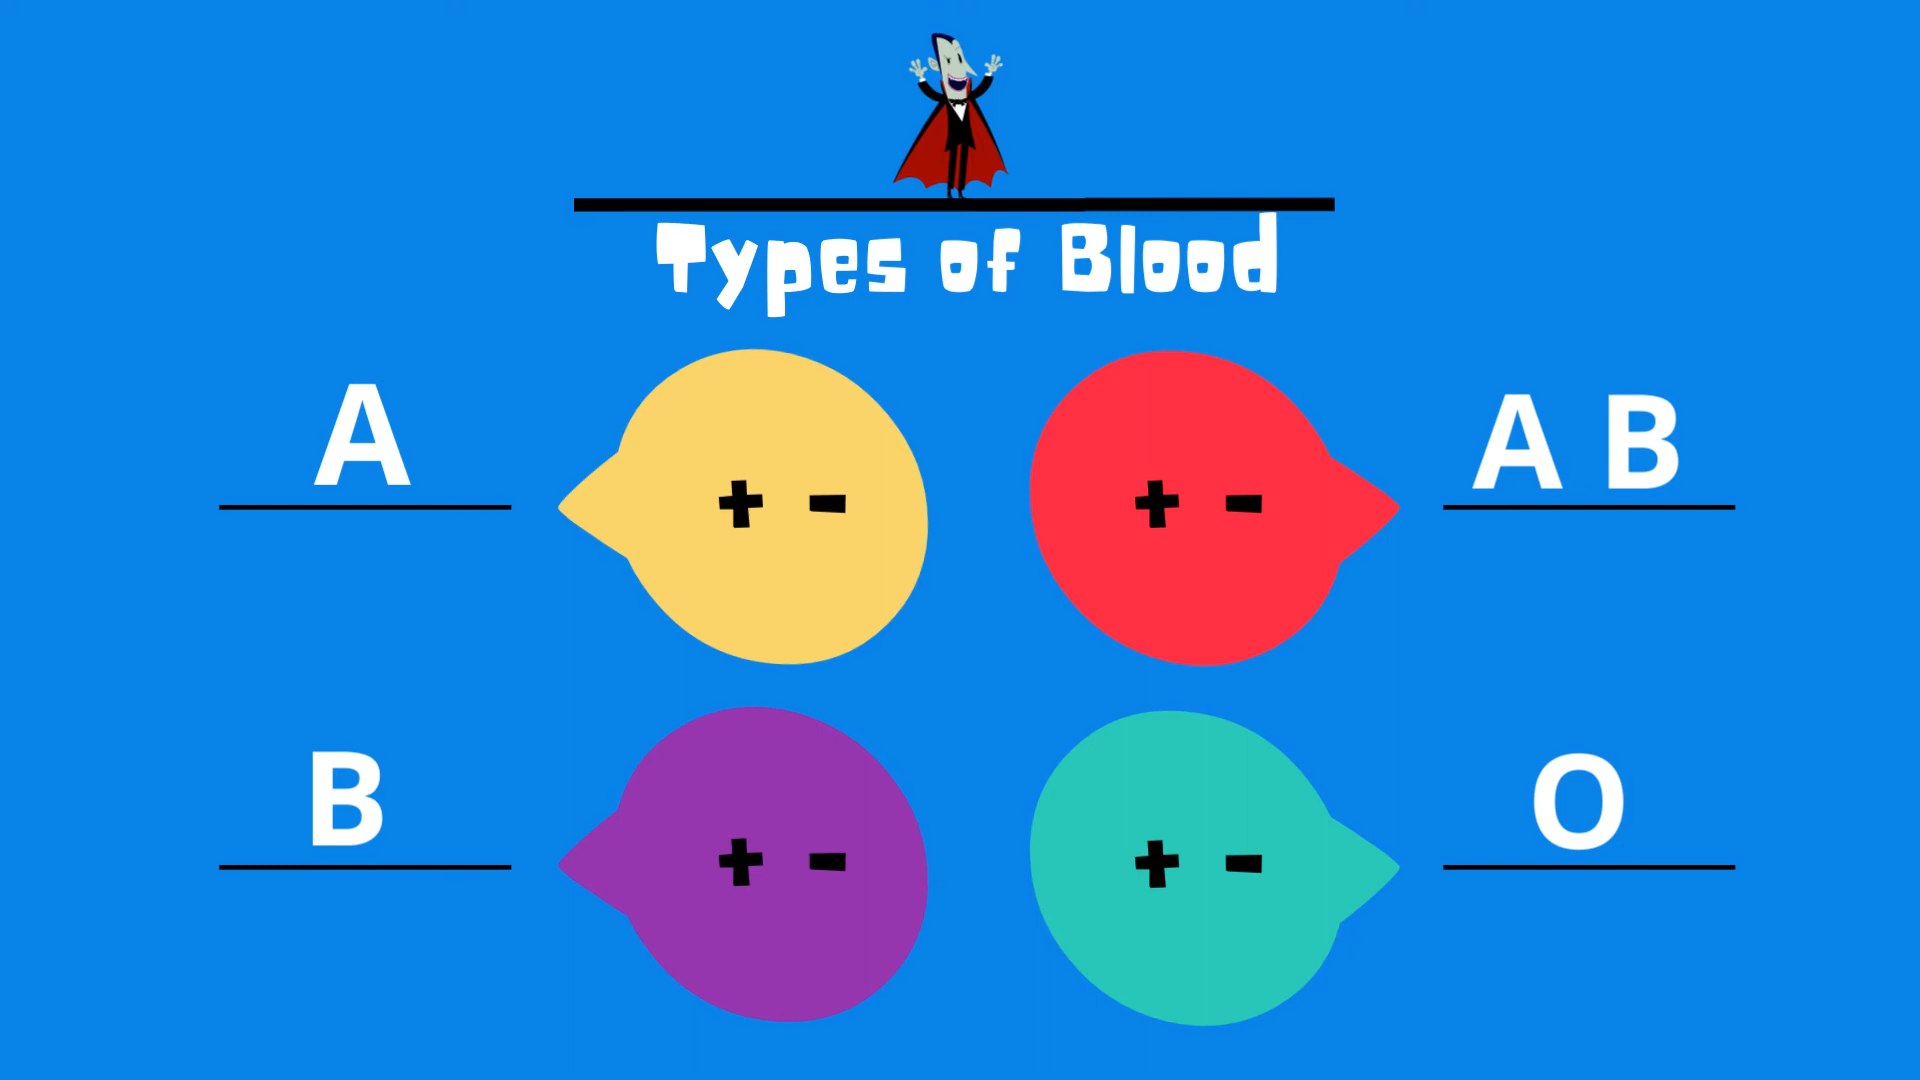 Types of Blood
A
+ -
+ -
A B
B
+ -
+ -
O